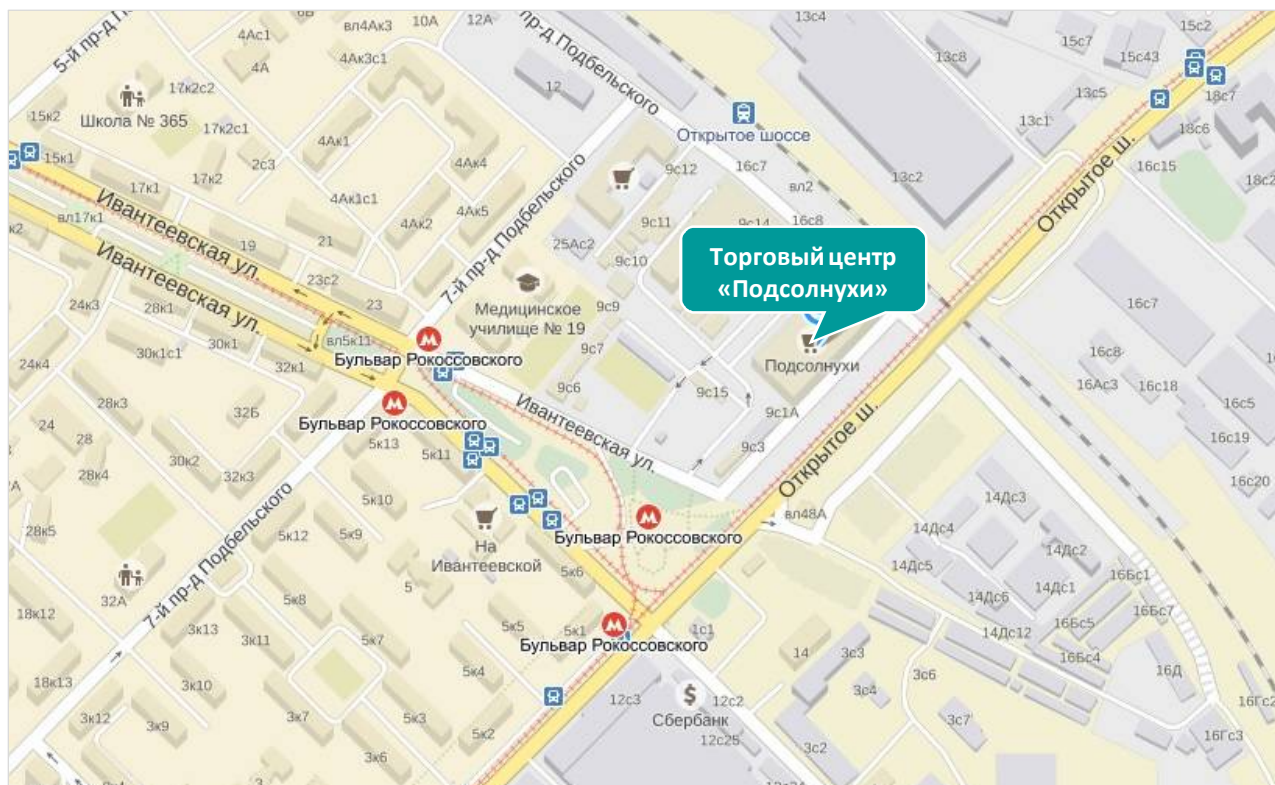 5-й пр-д Подбельского
4Ас1
4А
6В
вл4Ак3
10А
12А
4Ак3с1
пр-д Подбельского
13с4
13с8
15с7
15с2
15с43
18с7
13с5
13с1
18с6
16с15
18с2
Школа № 365
17к2с2
17к2с1
15к2
15к1
2с3
17к1
17к2
4Ак1
4Ак4
4Ак1с1
4Ак2
4Ак5
12
Открытое шоссе
9с12
16с7
вл2
13с2
9с11
9с14
16с8
Открытое ш.
вл17к1
Ивантеевская ул.
19
21
23с2
23
7-й пр-д Подбельского
25Ас2
9с10
Торговый центр
«Подсолнухи»
Ивантеевская ул.
24к3
28к1
30к1с1
30к1
32к1
вл5к11
Медицинское
училище № 19
9с9
9с7
9с6
Подсолнухи
9с15
9с1А
9с3
16с7
16с8
16Ас3
16с18
16с5
16с19
16с20
Бульвар Рокоссовского
Бульвар Рокоссовского
Ивантеевская ул.
Открытое ш.
24к4
28к3
24
28
28к4
30к2
32Б
32к3
5к13
5к11
5к10
5к12
5к9
28к5
На
Ивантеевской
Бульвар Рокоссовского
вл48А
14Дс3
14Дс4
14Дс2
14Дс5
14Дс1
14Дс6
14Дс12
16Бс1
16Бс7
16Бс5
16Бс4
16Д
16Гс2
16Гс3
7-й пр-д Подбельского
32А
18к12
18к13
3к13
3к11
3к10
3к12
3к9
3к7
3к6
3
5
5к8
5к7
5к6
5к5
5к1
5к4
5к3
5к2
Бульвар Рокоссовского
1с1
14
3с3
3с4
3с6
3с7
3с2
12с3
12с2
Сбербанк
12с25